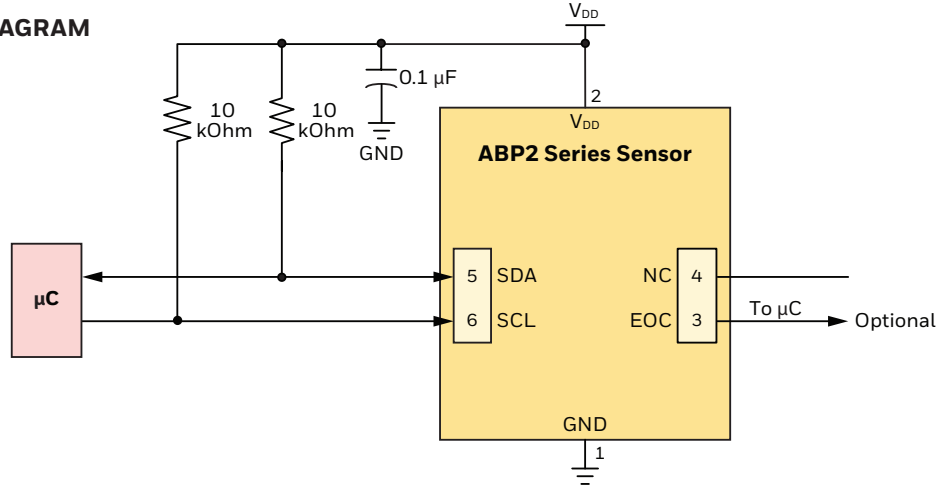 AGRAM
VDD
10
kOhm
10
kOhm
0.1 µF
GND
2
VDD
ABP2 Series Sensor
µC
5 SDA
6 SCL
NC 4
EOC 3
To µC
Optional
GND
1